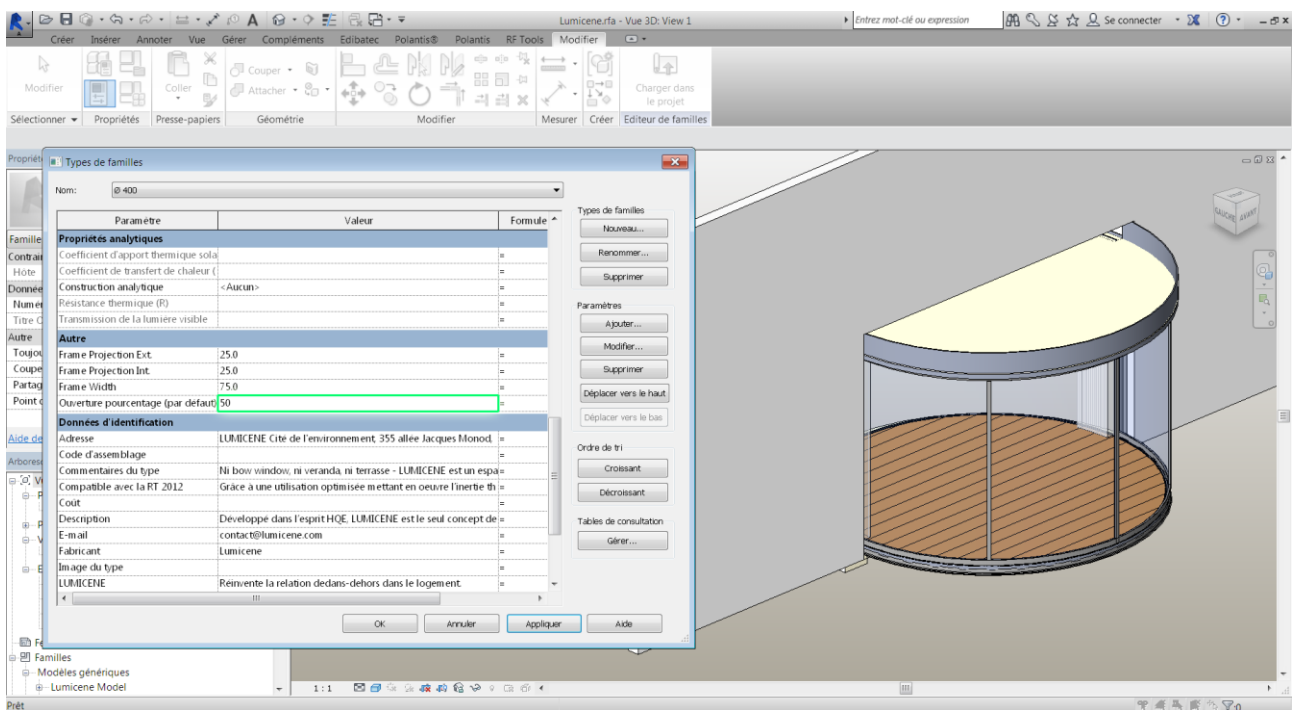 Lumicene.rfa - Vue 3D: View 1
Entrez mot-clé ou expression
Se connecter
Créer Insérer Annoter Vue Gérer Compléments Edibatec Polantis® Polantis RF Tools Modifier
Modifier
Coller
Couper
Attacher
Charger dans
le projet
Sélectionner Propriétés Presse-papiers Géométrie Modifier Mesurer Créer Editeur de familles
Types de familles
Nom: Ø 400
Paramètre Valeur Formule
Propriétés analytiques
Coefficient d'apport thermique sola =
Coefficient de transfert de chaleur ( =
Construction analytique <Aucun> =
Résistance thermique (R) =
Transmission de la lumière visible =
Autre
Frame Projection Ext. 25.0 =
Frame Projection Int. 25.0 =
Frame Width 75.0 =
Ouverture pourcentage (par défaut) 50 =
Données d'identification
Adresse LUMICENE Cité de l'environnement, 355 allée Jacques Monod, =
Code d'assemblage =
Commentaires du type Ni bow window, ni veranda, ni terrasse - LUMICENE est un espa =
Compatible avec la RT 2012 Grâce à une utilisation optimisée mettant en oeuvre l'inertie th =
Coût =
Description Développé dans l'esprit HQE, LUMICENE est le seul concept de =
E-mail contact@lumicene.com =
Fabricant Lumicene =
Image du type =
LUMICENE Réinvente la relation dedans-dehors dans le logement. =
Types de familles
Nouveau...
Renommer...
Supprimer
Paramètres
Ajouter...
Modifier...
Supprimer
Déplacer vers le haut
Déplacer vers le bas
Ordre de tri
Croissant
Décroissant
Tables de consultation
Gérer...
OK Annuler Appliquer Aide
Famille
Hôte
Titre C
Autre
Aide de
Familles
Modèles génériques
Lumicene Model
1:1
Prêt
:0
GAUCHE AVANT